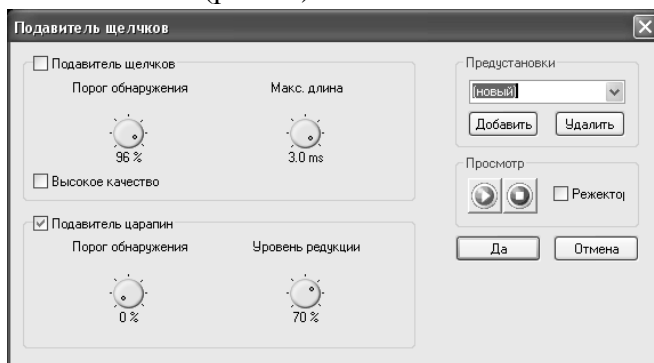 Подавитель щелчков
Подавитель щелчков
Порог обнаружения Макс. длина
96 % 3.0 ms
Высокое качество
Подавитель царапин
Порог обнаружения Уровень редукции
0 % 70 %
Предустановки
[новый]
Добавить Удалить
Просмотр
Режектор
Да Отмена